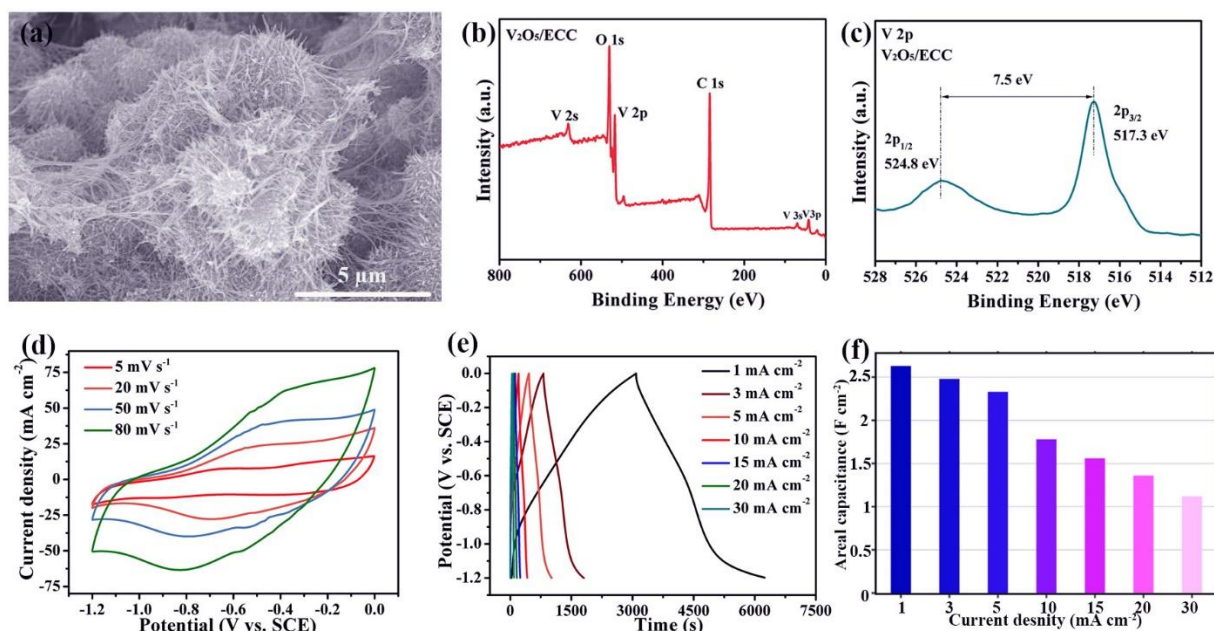 (a)
5 μm
(b)
V₂O₅/ECC
O 1s
C 1s
V 2s
V 2p
V 3s
V3p
Intensity (a.u.)
800 600 400 200 0
Binding Energy (eV)
(c)
V 2p
V₂O₅/ECC
7.5 eV
2p₁/₂
524.8 eV
2p₃/₂
517.3 eV
Intensity (a.u.)
528 526 524 522 520 518 516 514 512
Binding Energy (eV)
(d)
5 mV s⁻¹
20 mV s⁻¹
50 mV s⁻¹
80 mV s⁻¹
Current density (mA cm⁻²)
75
50
25
0
-25
-50
-75
-1.2 -1.0 -0.8 -0.6 -0.4 -0.2 0.0
Potential (V vs. SCE)
(e)
1 mA cm⁻²
3 mA cm⁻²
5 mA cm⁻²
10 mA cm⁻²
15 mA cm⁻²
20 mA cm⁻²
30 mA cm⁻²
Potential (V vs. SCE)
0.0
-0.2
-0.4
-0.6
-0.8
-1.0
-1.2
0 1500 3000 4500 6000 7500
Time (s)
(f)
Areal capacitance (F cm⁻²)
2.5
2
1.5
1
0.5
0
1 3 5 10 15 20 30
Current desnity (mA cm⁻²)